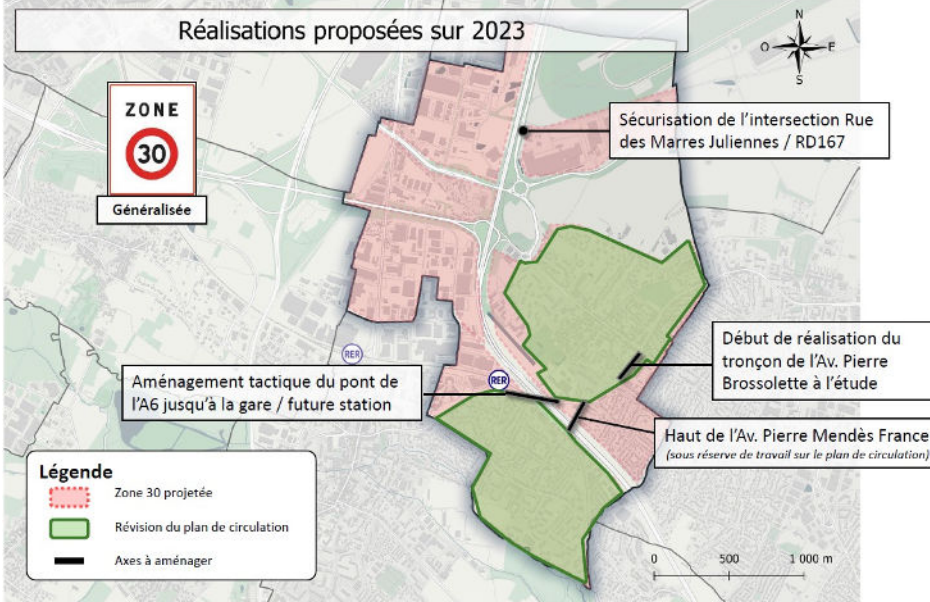 Réalisations proposées sur 2023
N
O
E
S
ZONE
30
Généralisée
Sécurisation de l'intersection Rue
des Marres Juliennes / RD167
RER
RER
Début de réalisation du
tronçon de l'Av. Pierre
Brossolette à l'étude
Aménagement tactique du pont de
l'A6 jusqu'à la gare / future station
Haut de l'Av. Pierre Mendès France
(sous réserve de travail sur le plan de circulation)
Légende
Zone 30 projetée
Révision du plan de circulation
Axes à aménager
0 500 1 000 m